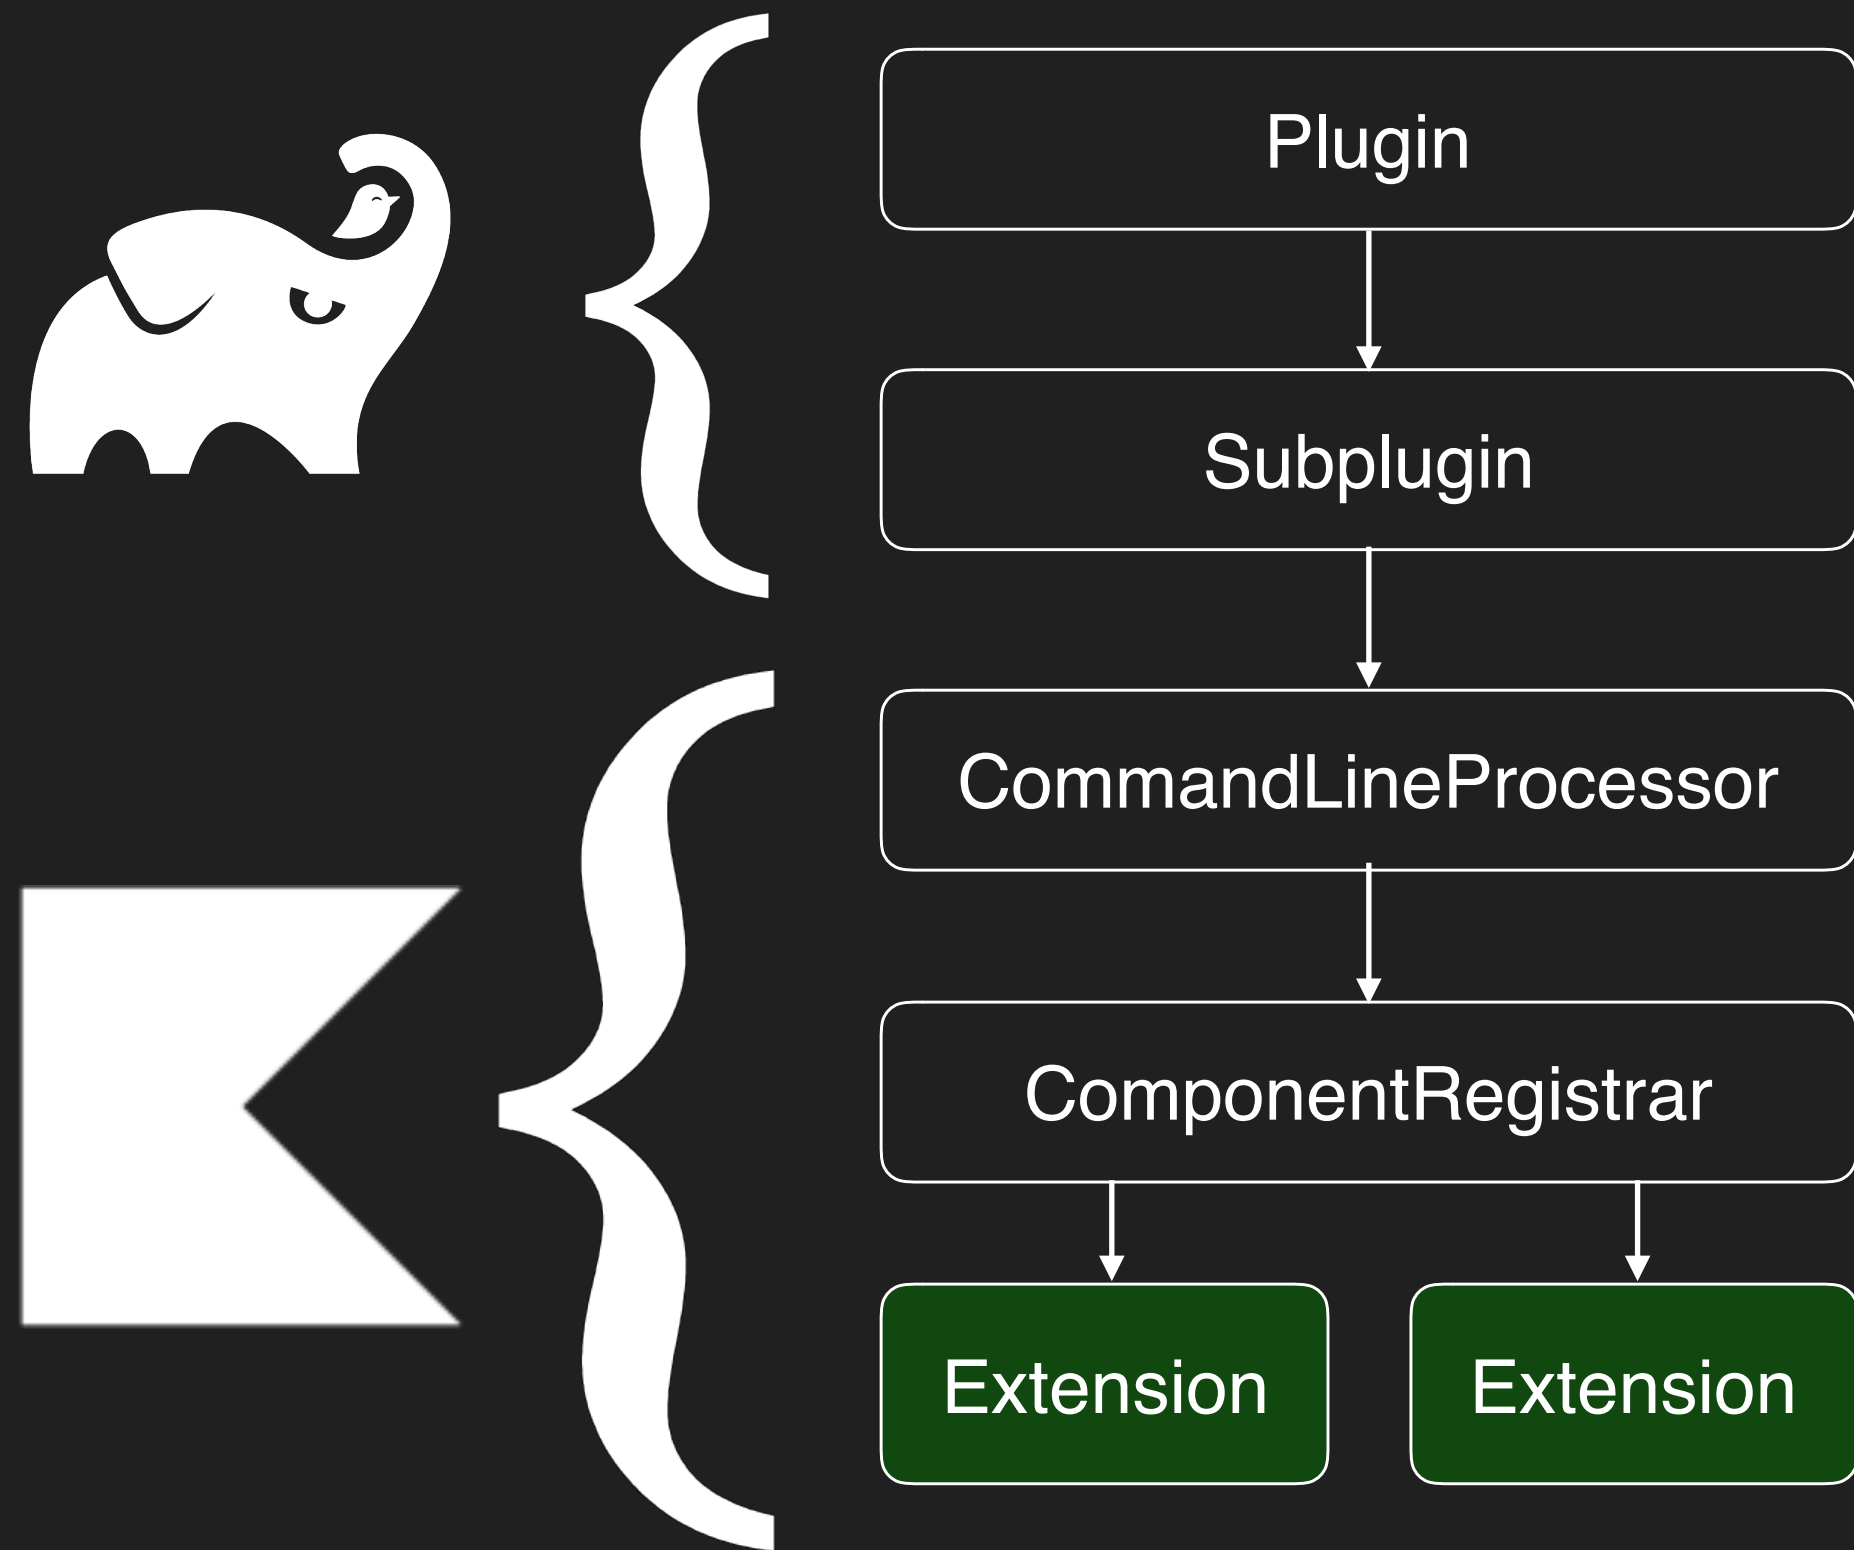 Plugin
Subplugin
CommandLineProcessor
ComponentRegistrar
Extension Extension